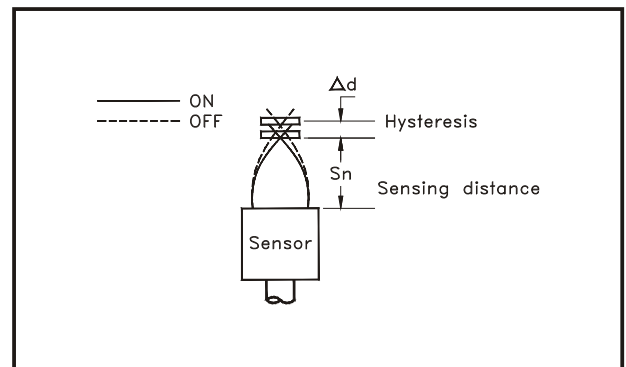 Δd
ON
OFF
Hysteresis
Sn
Sensing distance
Sensor